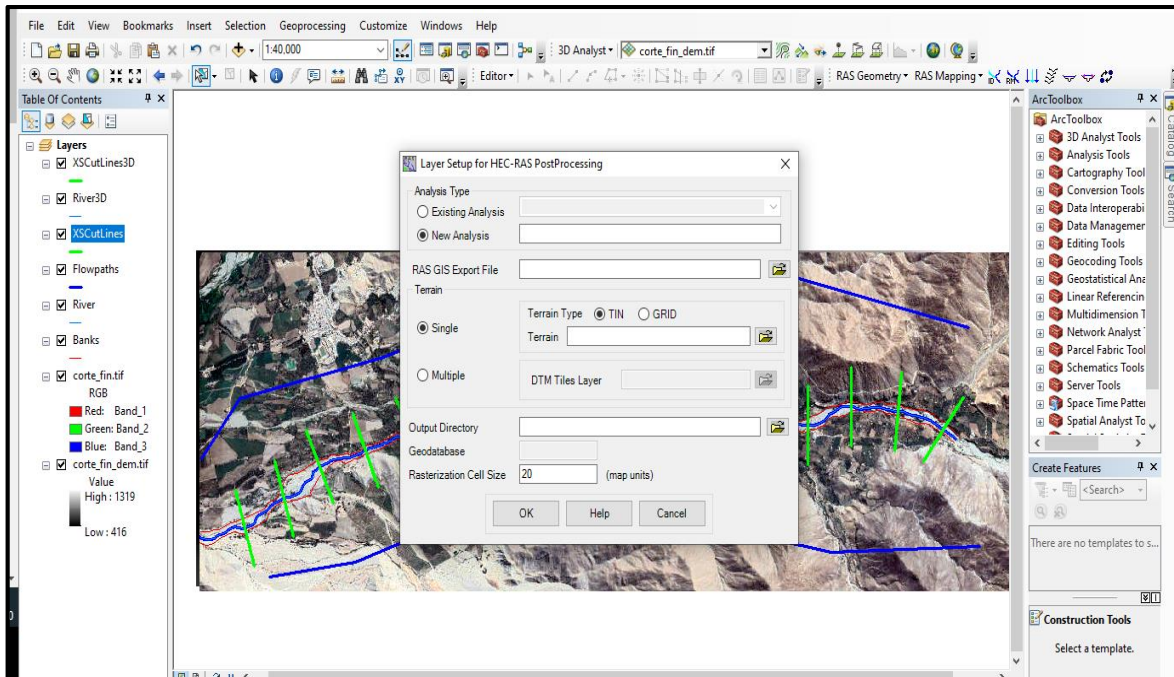 File Edit View Bookmarks Insert Selection Geoprocessing Customize Windows Help
1:40,000
3D Analyst
corte_fin_dem.tif
Editor
RAS Geometry
RAS Mapping
Table Of Contents
Layers
XSCutLines3D
River3D
XSCutLines
Flowpaths
River
Banks
corte_fin.tif
RGB
Red: Band_1
Green: Band_2
Blue: Band_3
corte_fin_dem.tif
Value
High : 1319
Low : 416
Layer Setup for HEC-RAS PostProcessing
Analysis Type
Existing Analysis
New Analysis
RAS GIS Export File
Terrain
Single
Terrain Type TIN GRID
Terrain
Multiple
DTM Tiles Layer
Output Directory
Geodatabase
Rasterization Cell Size 20 (map units)
OK Help Cancel
ArcToolbox
ArcToolbox
3D Analyst Tools
Analysis Tools
Cartography Tool
Conversion Tools
Data Interoperabi
Data Managemer
Editing Tools
Geocoding Tools
Geostatistical Ana
Linear Referencin
Multidimension T
Network Analyst
Parcel Fabric Tool
Schematics Tools
Server Tools
Space Time Patter
Spatial Analyst To
Catalog
Search
Create Features
<Search>
There are no templates to s...
Construction Tools
Select a template.